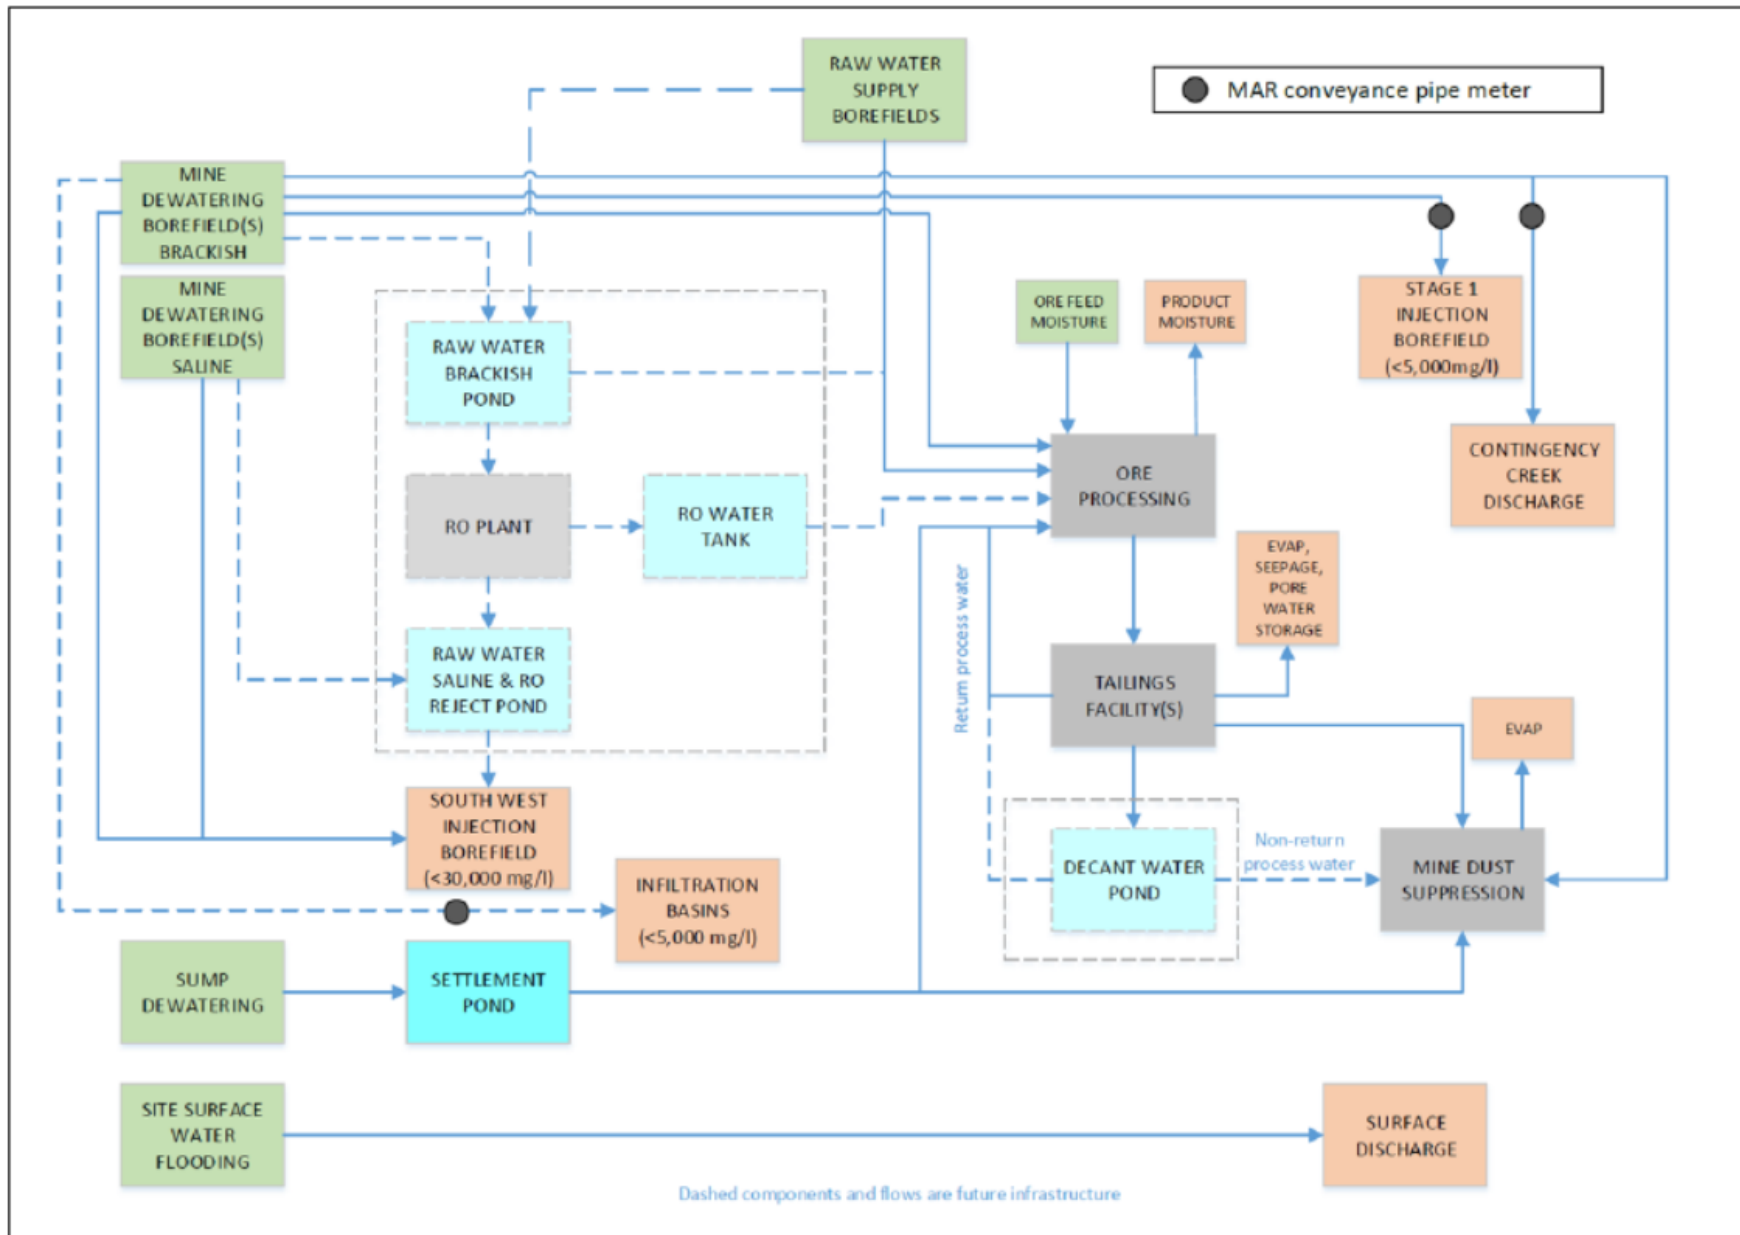 RAW WATER
SUPPLY
BOREFIELDS
MAR conveyance pipe meter
MINE
DEWATERING
BOREFIELD(S)
BRACKISH
MINE
DEWATERING
BOREFIELD(S)
SALINE
RAW WATER
BRACKISH
POND
RO PLANT
RO WATER
TANK
RAW WATER
SALINE & RO
REJECT POND
SOUTH WEST
INJECTION
BOREFIELD
(<30,000 mg/l)
INFILTRATION
BASINS
(<5,000 mg/l)
ORE FEED
MOISTURE
PRODUCT
MOISTURE
STAGE 1
INJECTION
BOREFIELD
(<5,000mg/l)
CONTINGENCY
CREEK
DISCHARGE
ORE
PROCESSING
EVAP,
SEEPAGE,
PORE
WATER
STORAGE
Return process water
TAILINGS
FACILITY(S)
EVAP
DECANT WATER
POND
Non-return
process water
MINE DUST
SUPPRESSION
SUMP
DEWATERING
SETTLEMENT
POND
SITE SURFACE
WATER
FLOODING
SURFACE
DISCHARGE
Dashed components and flows are future infrastructure